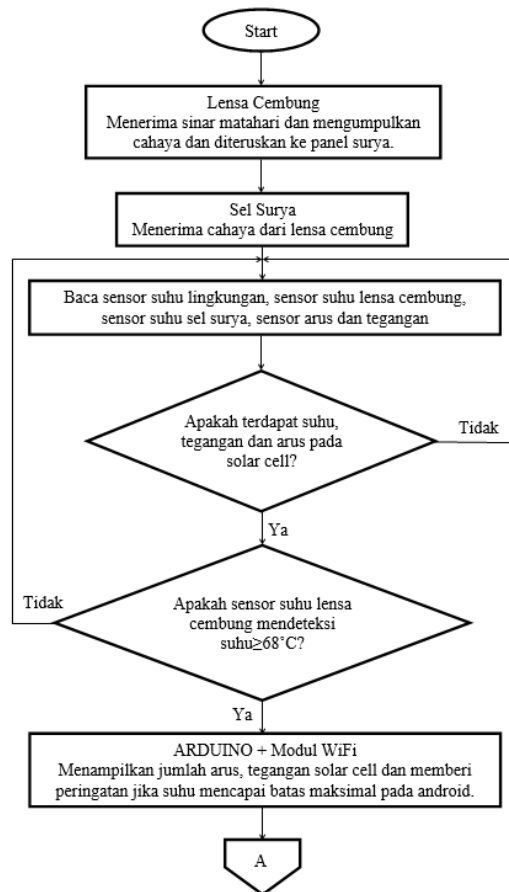 Start
Lensa Cembung
Menerima sinar matahari dan mengumpulkan
cahaya dan diteruskan ke panel surya.
Sel Surya
Menerima cahaya dari lensa cembung
Baca sensor suhu lingkungan, sensor suhu lensa cembung,
sensor suhu sel surya, sensor arus dan tegangan
Apakah terdapat suhu,
tegangan dan arus pada
solar cell?
Tidak
Ya
Apakah sensor suhu lensa
cembung mendeteksi
suhu≥68˚C?
Tidak
Ya
ARDUINO + Modul WiFi
Menampilkan jumlah arus, tegangan solar cell dan memberi
peringatan jika suhu mencapai batas maksimal pada android.
A